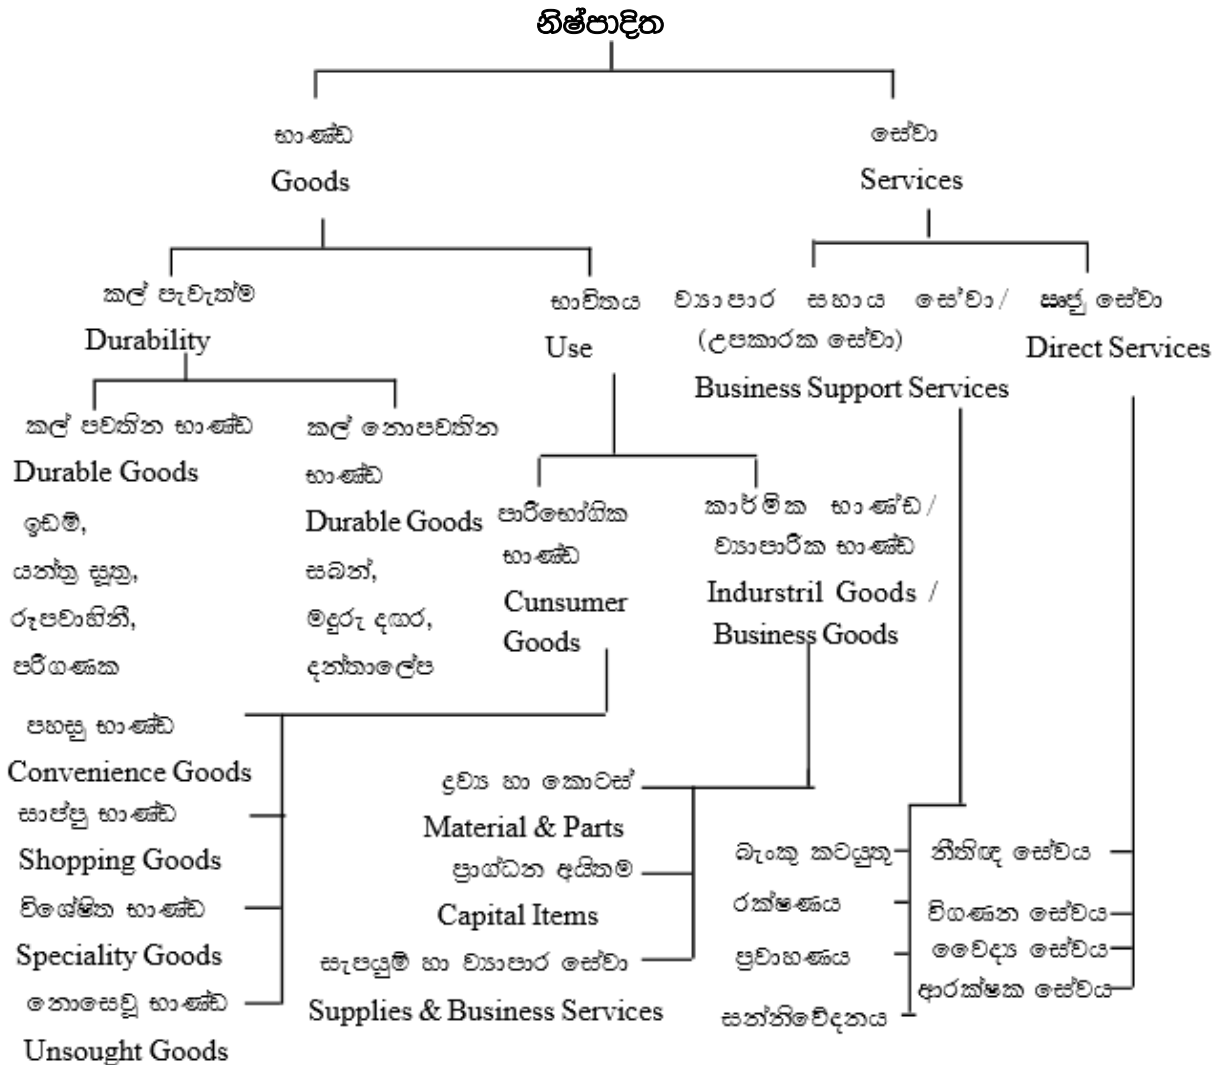 නිෂ්පාදිත
භාණ්ඩ
Goods
සේවා
Services
කල් පැවැත්ම
Durability
භාවිතය
Use
ව්‍යාපාර සහාය සේවා/
(උපකාරක සේවා)
Business Support Services
ඍජු සේවා
Direct Services
කල් පවතින භාණ්ඩ
Durable Goods
ඉඩම්,
යන්ත්‍ර සූත්‍ර,
රූපවාහිනී,
පරිගණක
කල් නොපවතින
භාණ්ඩ
Durable Goods
සබන්,
මදුරු දඟර,
දන්තාලේප
පාරිභෝගික
භාණ්ඩ
Cunsumer
Goods
කාර්මික භාණ්ඩ/
ව්‍යාපාරික භාණ්ඩ
Indurstril Goods /
Business Goods
පහසු භාණ්ඩ
Convenience Goods
සාප්පු භාණ්ඩ
Shopping Goods
විශේෂිත භාණ්ඩ
Speciality Goods
නොසෙවූ භාණ්ඩ
Unsought Goods
ද්‍රව්‍ය හා කොටස්
Material & Parts
ප්‍රාග්ධන අයිතම
Capital Items
සැපයුම් හා ව්‍යාපාර සේවා
Supplies & Business Services
බැංකු කටයුතු
රක්ෂණය
ප්‍රවාහණය
සන්නිවේදනය
නීතිඥ සේවය
විගණන සේවය
වෛද්‍ය සේවය
ආරක්ෂක සේවය